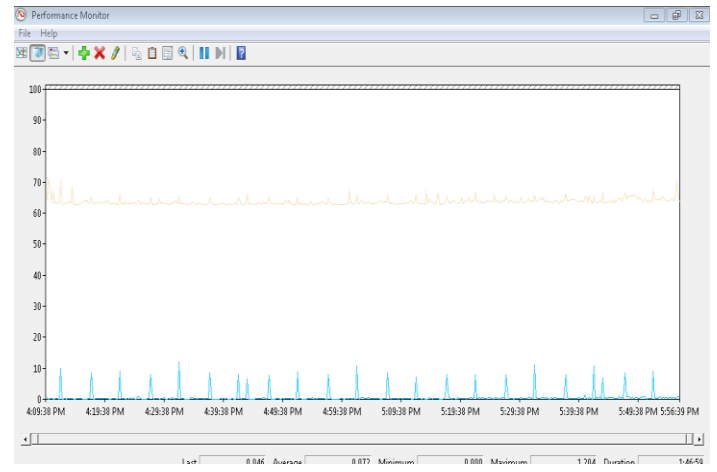 Performance Monitor
File Help
100
90
80
70
60
50
40
30
20
10
0
4:09:38 PM 4:19:38 PM 4:29:38 PM 4:39:38 PM 4:49:38 PM 4:59:38 PM 5:09:38 PM 5:19:38 PM 5:29:38 PM 5:39:38 PM 5:49:38 PM 5:56:39 PM
Last 0.046 Average 0.072 Minimum 0.000 Maximum 1.204 Duration 1:46:59